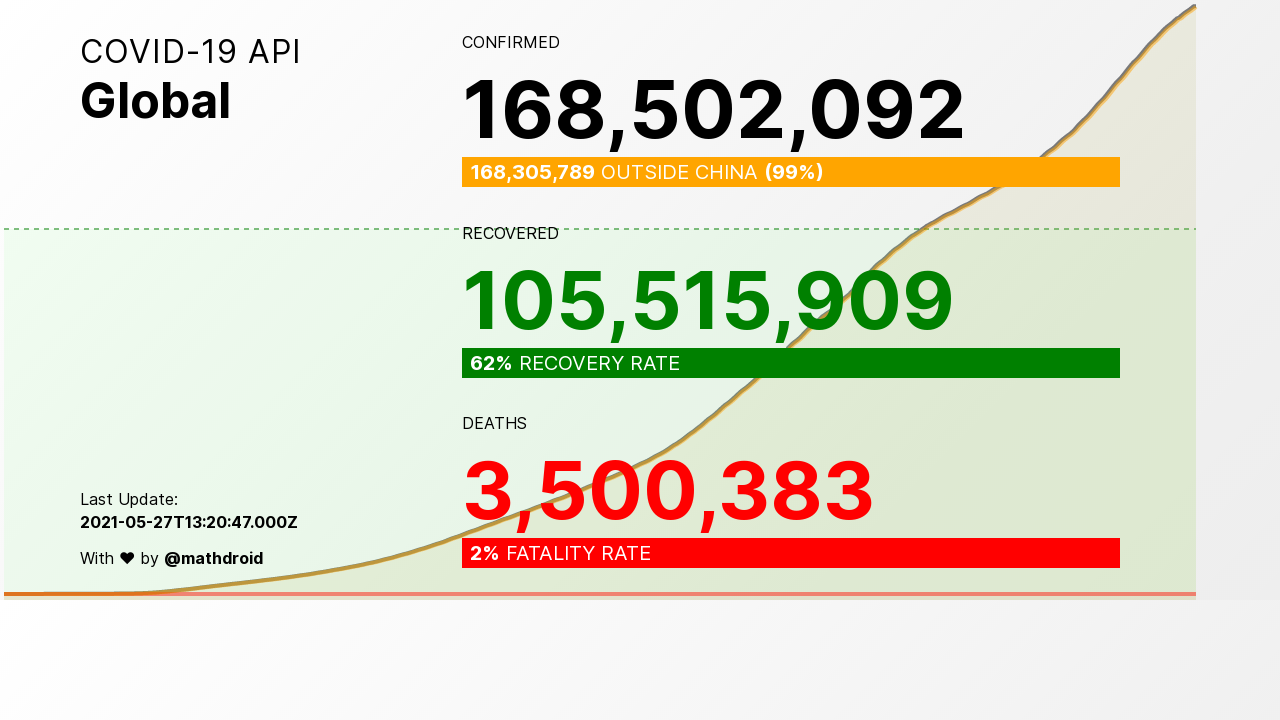 COVID-19 API
Global
CONFIRMED
168,502,092
168,305,789 OUTSIDE CHINA (99%)
RECOVERED
105,515,909
62% RECOVERY RATE
DEATHS
3,500,383
2% FATALITY RATE
Last Update:
2021-05-27T13:20:47.000Z
With ♥ by @mathdroid